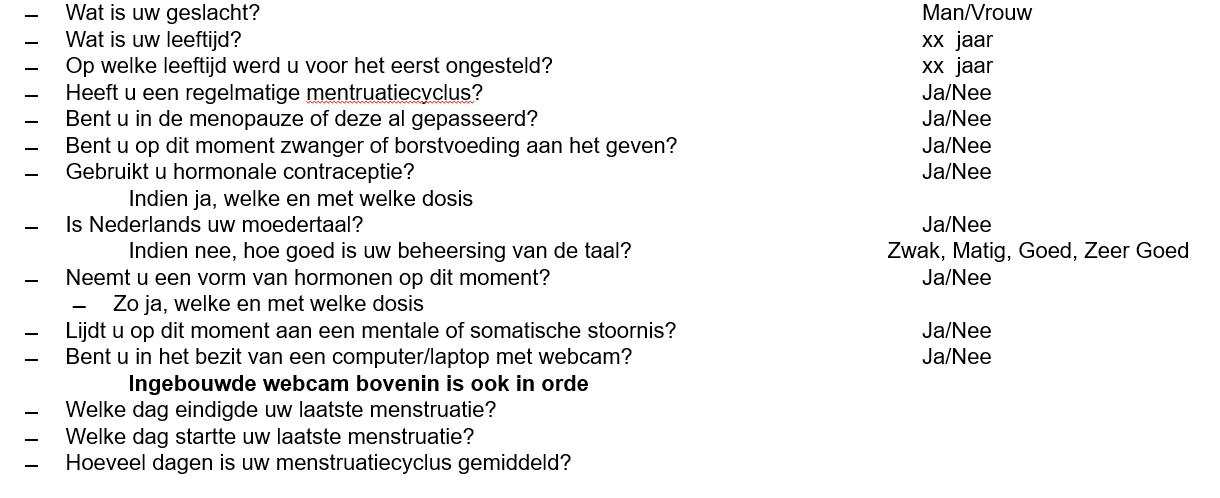 – Wat is uw geslacht? Man/Vrouw
– Wat is uw leeftijd? xx jaar
– Op welke leeftijd werd u voor het eerst ongesteld? xx jaar
– Heeft u een regelmatige mentruatiecyclus? Ja/Nee
– Bent u in de menopauze of deze al gepasseerd? Ja/Nee
– Bent u op dit moment zwanger of borstvoeding aan het geven? Ja/Nee
– Gebruikt u hormonale contraceptie? Ja/Nee
Indien ja, welke en met welke dosis
– Is Nederlands uw moedertaal? Ja/Nee
Indien nee, hoe goed is uw beheersing van de taal? Zwak, Matig, Goed, Zeer Goed
– Neemt u een vorm van hormonen op dit moment? Ja/Nee
– Zo ja, welke en met welke dosis
– Lijdt u op dit moment aan een mentale of somatische stoornis? Ja/Nee
– Bent u in het bezit van een computer/laptop met webcam? Ja/Nee
Ingebouwde webcam bovenin is ook in orde
– Welke dag eindigde uw laatste menstruatie?
– Welke dag startte uw laatste menstruatie?
– Hoeveel dagen is uw menstruatiecyclus gemiddeld?